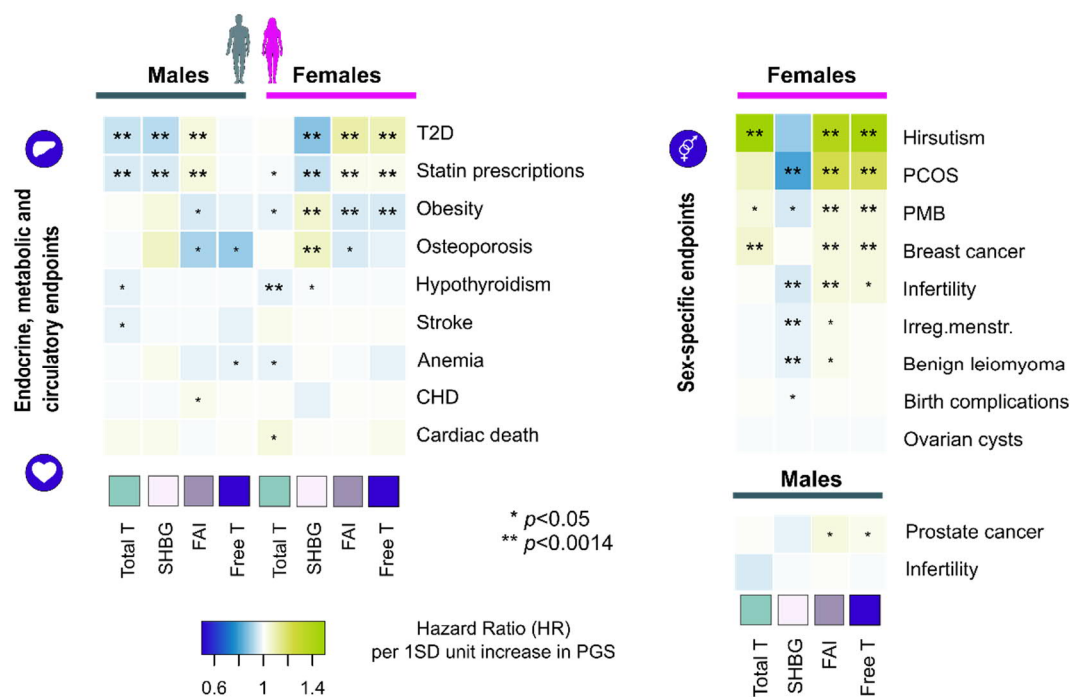 Males
Females
Endocrine, metabolic and
circulatory endpoints
** ** ** ** ** ** T2D
** ** ** * ** ** ** Statin prescriptions
* * ** ** ** Obesity
* * ** * Osteoporosis
* ** * Hypothyroidism
* Stroke
* * Anemia
* CHD
* Cardiac death
Total T
SHBG
FAI
Free T
Total T
SHBG
FAI
Free T
* p<0.05
** p<0.0014
0.6 1 1.4
Hazard Ratio (HR)
per 1SD unit increase in PGS
Females
Sex-specific endpoints
** ** ** Hirsutism
** ** ** PCOS
* * ** ** PMB
** ** ** Breast cancer
** ** * Infertility
** * Irreg.menstr.
** * Benign leiomyoma
* Birth complications
Ovarian cysts
Males
* * Prostate cancer
Infertility
Total T
SHBG
FAI
Free T